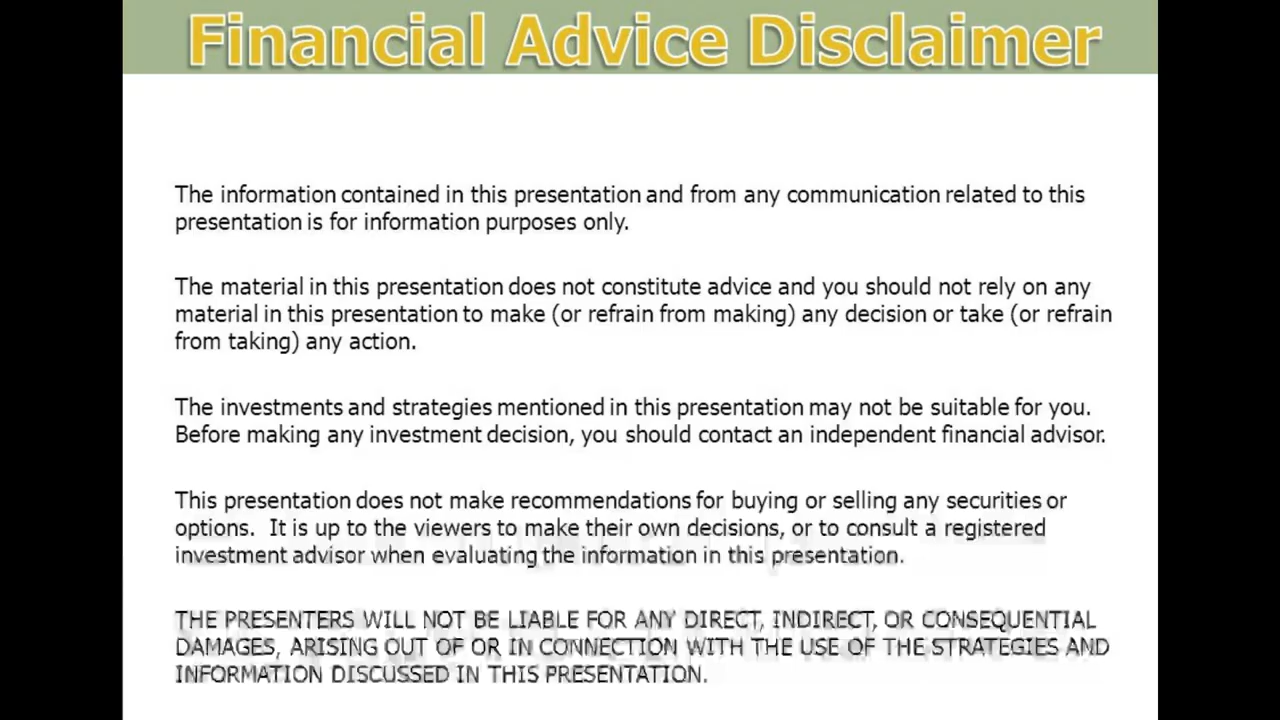 Financial Advice Disclaimer
The information contained in this presentation and from any communication related to this
presentation is for information purposes only.
The material in this presentation does not constitute advice and you should not rely on any
material in this presentation to make (or refrain from making) any decision or take (or refrain
from taking) any action.
The investments and strategies mentioned in this presentation may not be suitable for you.
Before making any investment decision, you should contact an independent financial advisor.
This presentation does not make recommendations for buying or selling any securities or
options.  It is up to the viewers to make their own decisions, or to consult a registered
investment advisor when evaluating the information in this presentation.
THE PRESENTERS WILL NOT BE LIABLE FOR ANY DIRECT, INDIRECT, OR CONSEQUENTIAL
DAMAGES, ARISING OUT OF OR IN CONNECTION WITH THE USE OF THE STRATEGIES AND
INFORMATION DISCUSSED IN THIS PRESENTATION.